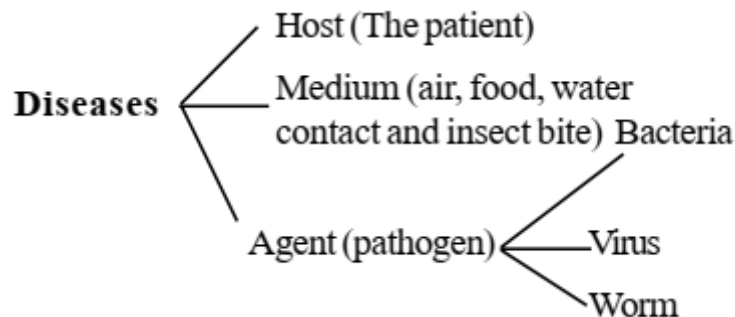 Host (The patient)
Diseases
Medium (air, food, water
contact and insect bite) Bacteria
Agent (pathogen)
Virus
Worm